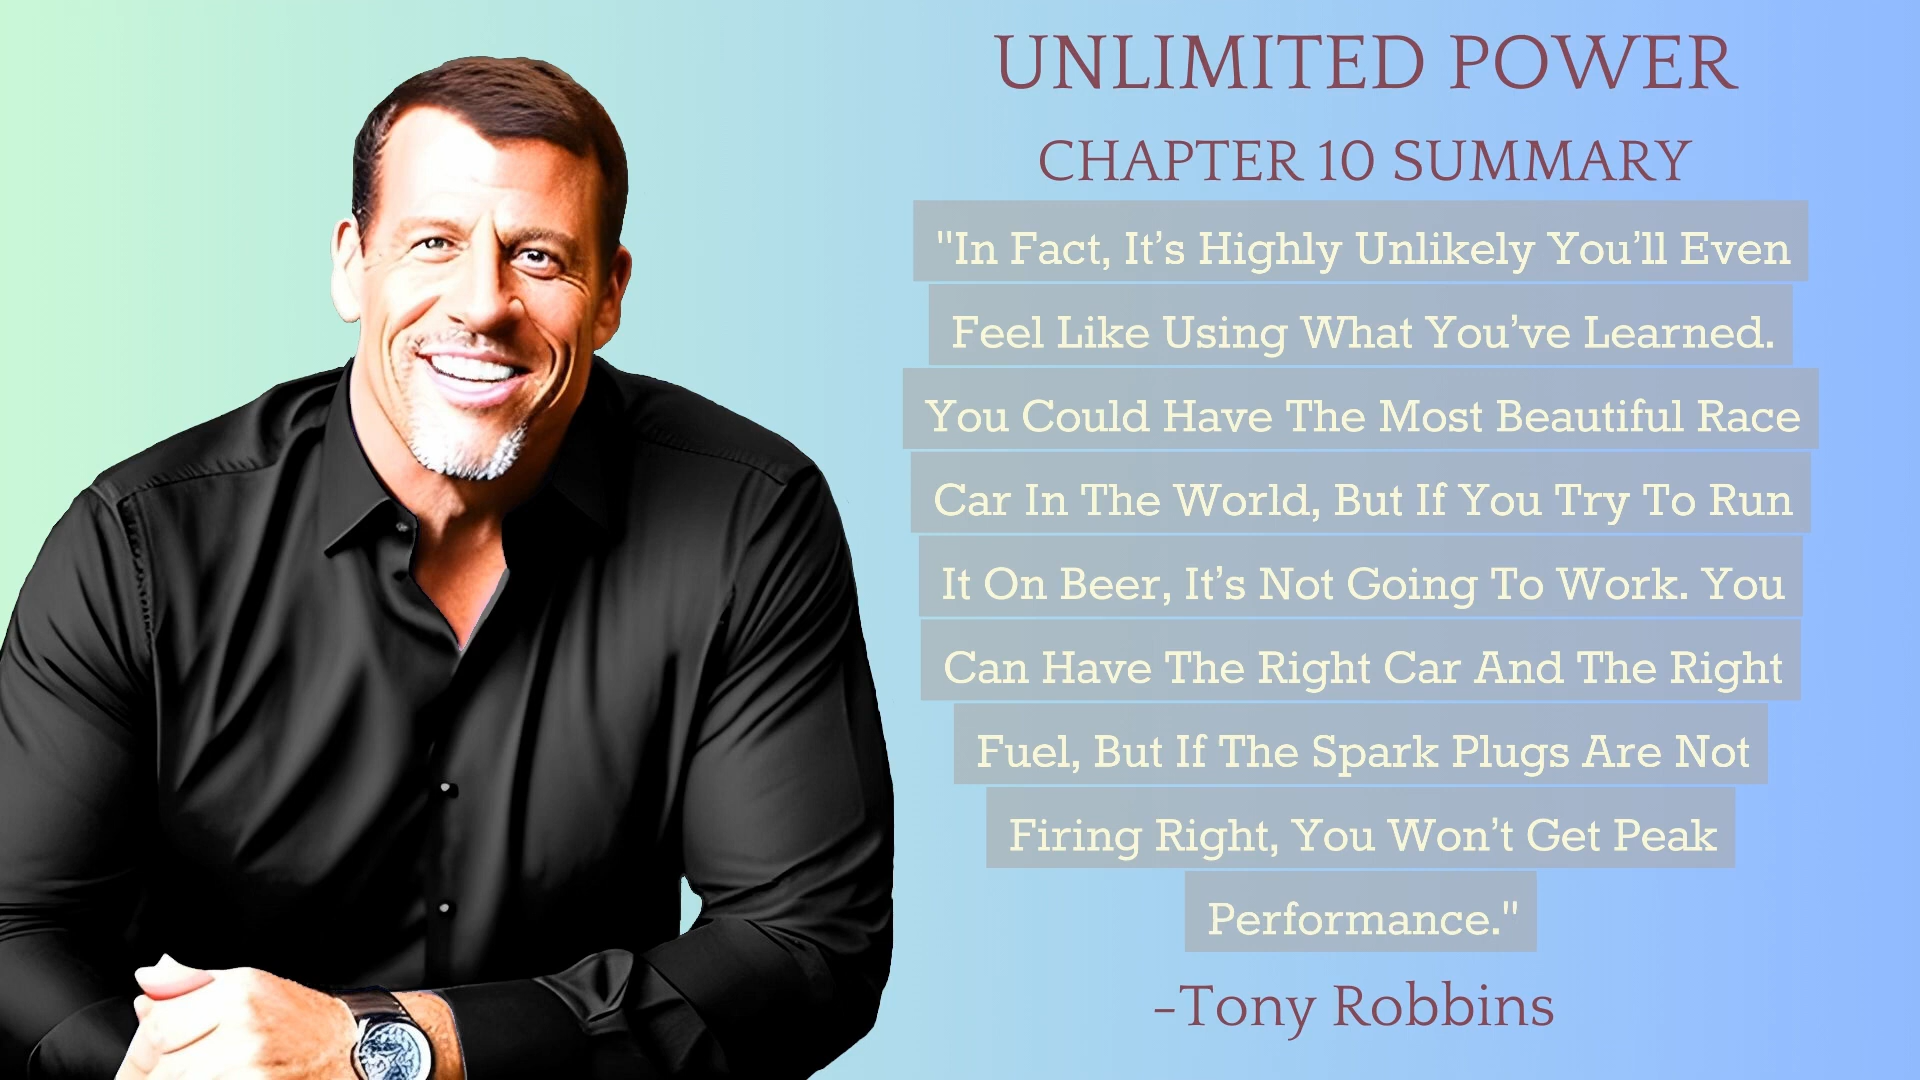 UNLIMITED POWER
CHAPTER 10 SUMMARY
"In Fact, It’s Highly Unlikely You’ll Even
Feel Like Using What You’ve Learned.
You Could Have The Most Beautiful Race
Car In The World, But If You Try To Run
It On Beer, It’s Not Going To Work. You
Can Have The Right Car And The Right
Fuel, But If The Spark Plugs Are Not
Firing Right, You Won’t Get Peak
Performance."
-Tony Robbins